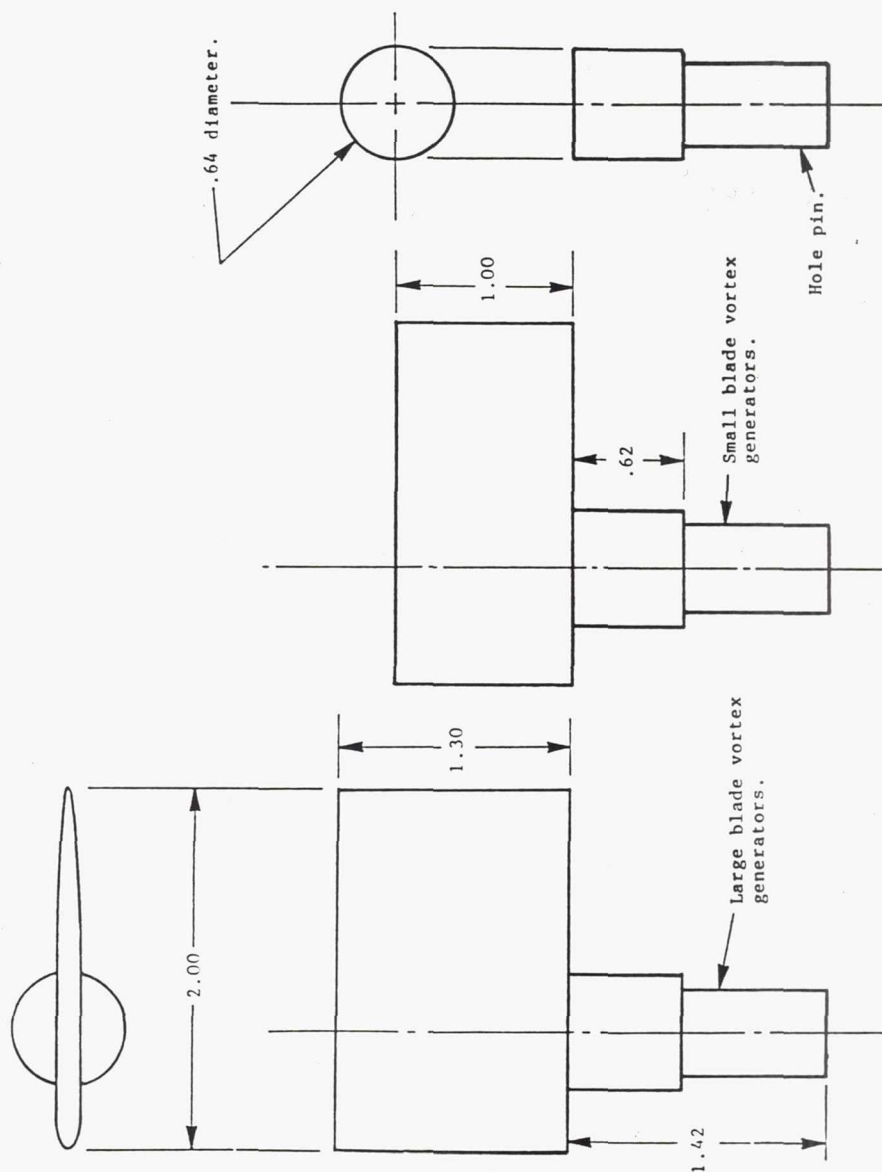 .64 diameter.
1.00
Hole pin.
.62
Small blade vortex
generators.
1.30
2.00
Large blade vortex
generators.
1.42